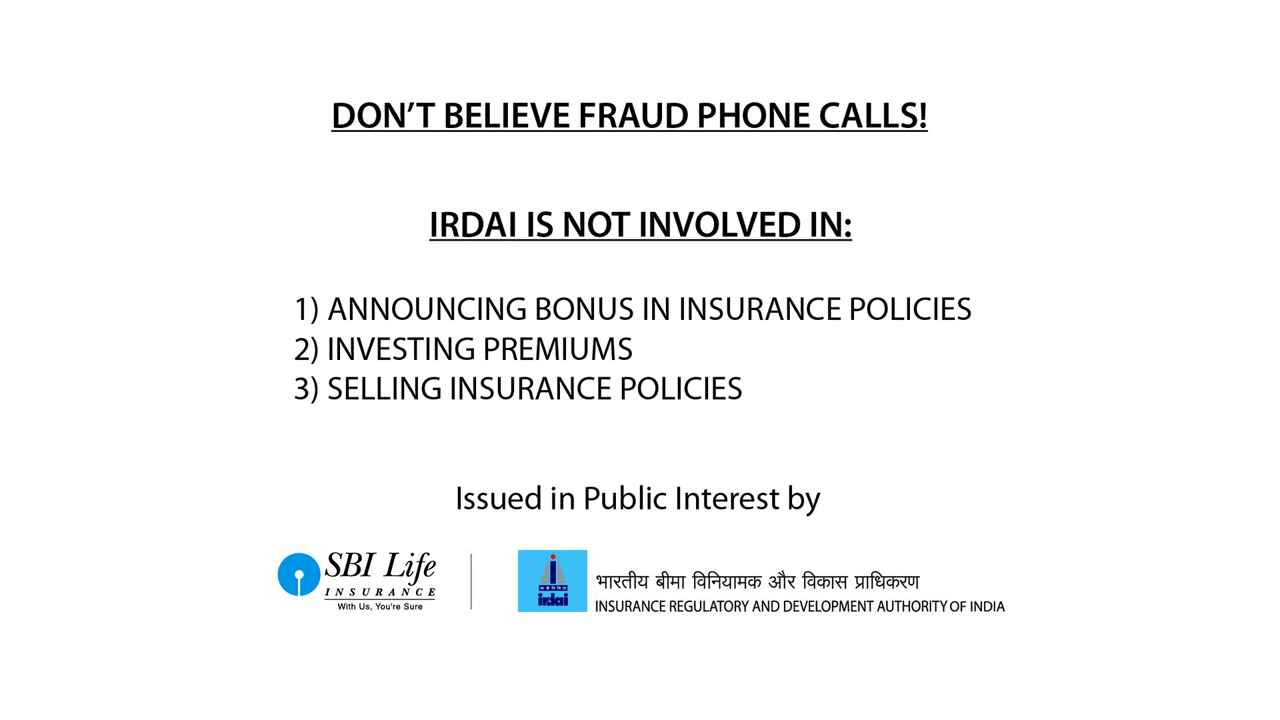 DON’T BELIEVE FRAUD PHONE CALLS!
IRDAI IS NOT INVOLVED IN:
1) ANNOUNCING BONUS IN INSURANCE POLICIES
2) INVESTING PREMIUMS
3) SELLING INSURANCE POLICIES
Issued in Public Interest by
SBI Life
INSURANCE
With Us, You're Sure
irdai
भारतीय बीमा विनियामक और विकास प्राधिकरण
INSURANCE REGULATORY AND DEVELOPMENT AUTHORITY OF INDIA